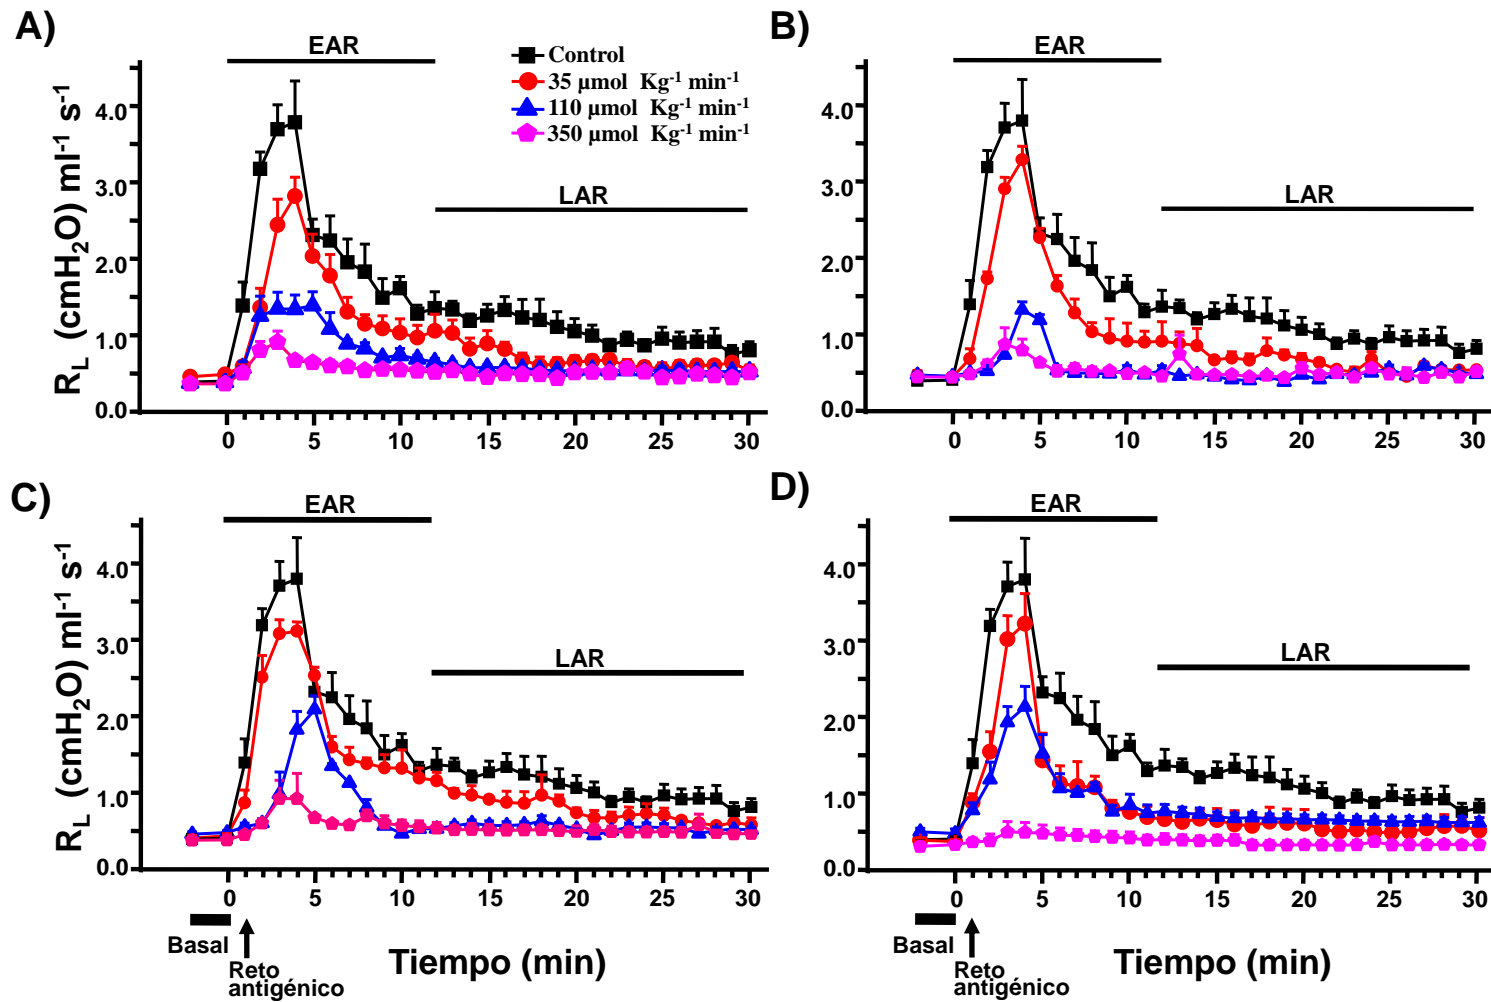 A)
EAR
Control
35 µmol Kg⁻¹ min⁻¹
110 µmol Kg⁻¹ min⁻¹
350 µmol Kg⁻¹ min⁻¹
LAR
R_L (cmH₂O) ml⁻¹ s⁻¹
4.0
3.0
2.0
1.0
0.0
0 5 10 15 20 25 30
B)
EAR
LAR
4.0
3.0
2.0
1.0
0.0
0 5 10 15 20 25 30
C)
EAR
LAR
R_L (cmH₂O) ml⁻¹ s⁻¹
4.0
3.0
2.0
1.0
0.0
0 5 10 15 20 25 30
Basal
Reto
antigénico
Tiempo (min)
D)
EAR
LAR
4.0
3.0
2.0
1.0
0.0
0 5 10 15 20 25 30
Basal
Reto
antigénico
Tiempo (min)